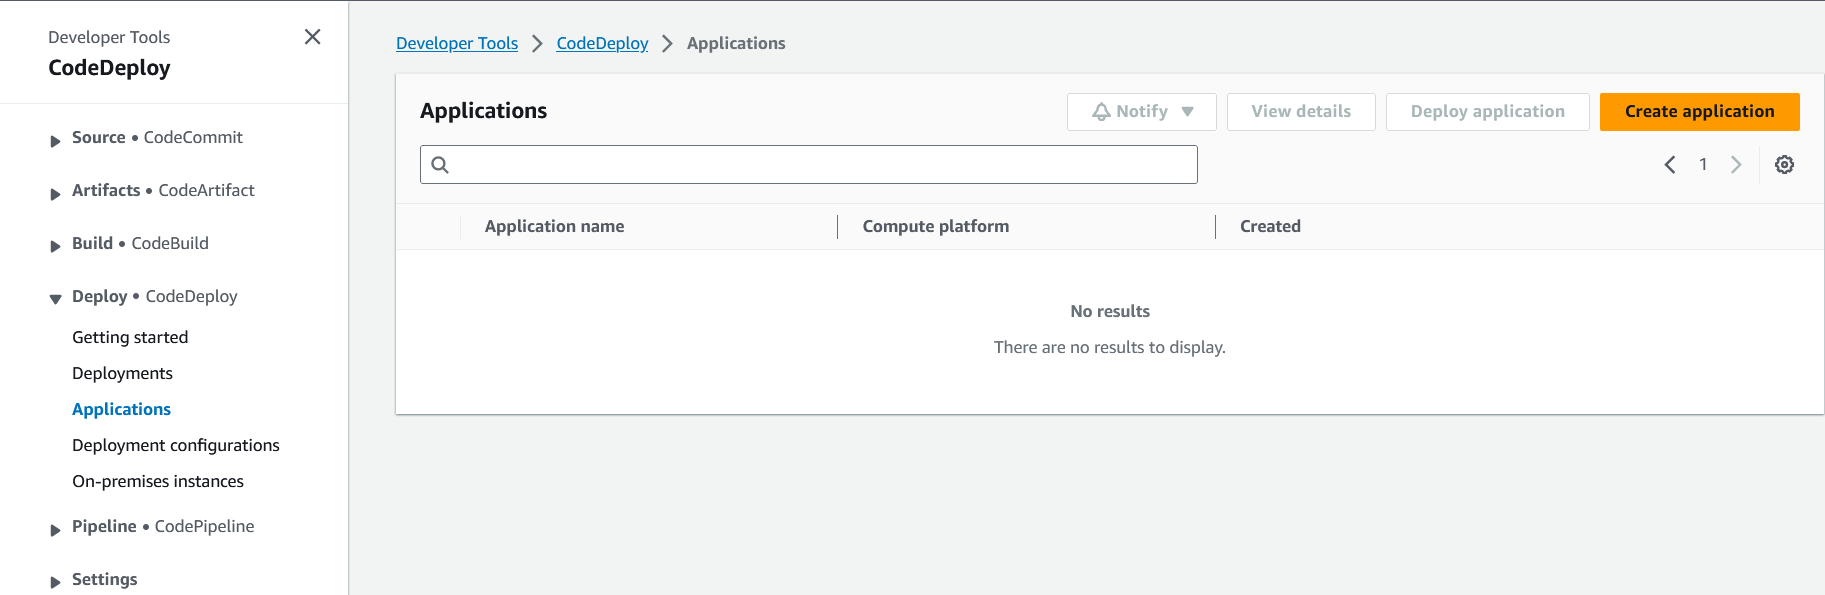 Developer Tools
CodeDeploy
Source • CodeCommit
Artifacts • CodeArtifact
Build • CodeBuild
Deploy • CodeDeploy
Getting started
Deployments
Applications
Deployment configurations
On-premises instances
Pipeline • CodePipeline
Settings
Developer Tools > CodeDeploy > Applications
Applications
Notify View details Deploy application Create application
1
Application name Compute platform Created
No results
There are no results to display.